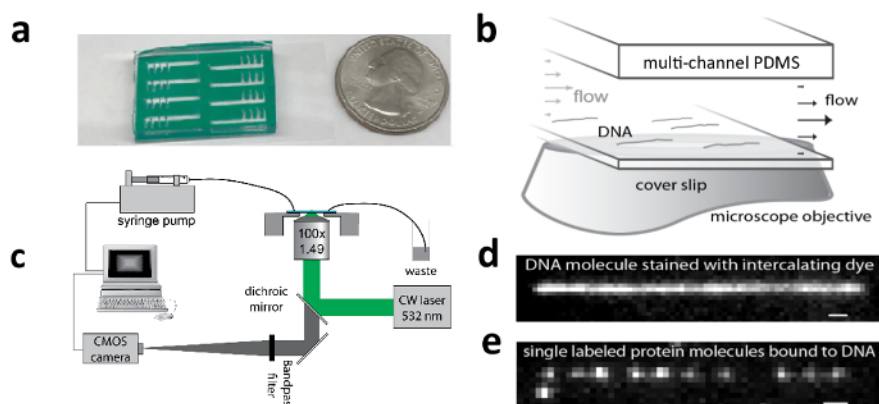 a
b
multi-channel PDMS
flow
flow
DNA
cover slip
microscope objective
c
syringe pump
100x
1.49
waste
dichroic
mirror
CW laser
532 nm
CMOS
camera
Bandpass
filter
d
DNA molecule stained with intercalating dye
e
single labeled protein molecules bound to DNA